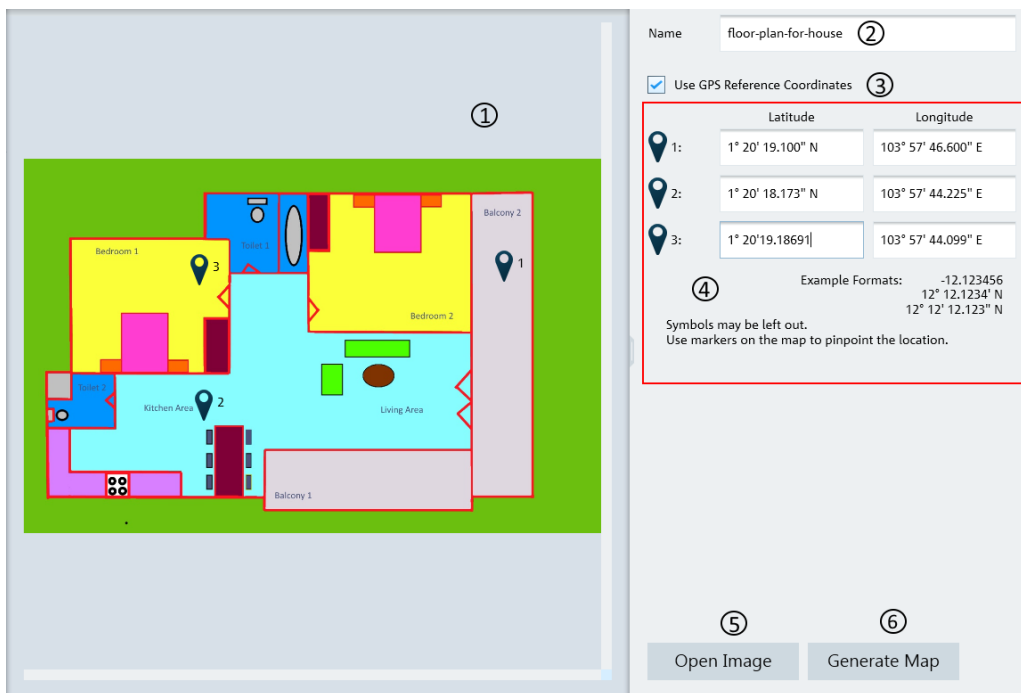 ①
Balcony 2
Toilet 1
Bedroom 1
3
1
Bedroom 2
Toilet 2
Kitchen Area
2
Living Area
Balcony 1
Name
floor-plan-for-house
②
Use GPS Reference Coordinates
③
Latitude
Longitude
1:
1° 20' 19.100" N
103° 57' 46.600" E
2:
1° 20' 18.173" N
103° 57' 44.225" E
3:
1° 20'19.18691
103° 57' 44.099" E
④
Example Formats:
-12.123456
12° 12.1234' N
12° 12' 12.123" N
Symbols may be left out.
Use markers on the map to pinpoint the location.
⑤
⑥
Open Image
Generate Map